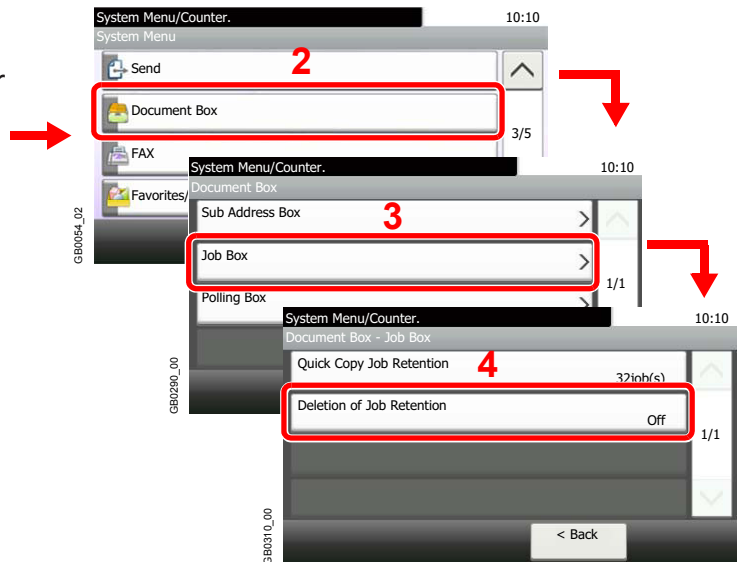 System Menu/Counter.
10:10
System Menu
Send
2
Document Box
3/5
FAX
Favorites/
GB0054_02
r
System Menu/Counter.
10:10
Document Box
Sub Address Box
3
Job Box
1/1
Polling Box
GB0290_00
System Menu/Counter.
10:10
Document Box - Job Box
Quick Copy Job Retention
4
32job(s)
Deletion of Job Retention
Off
1/1
< Back
GB0310_00